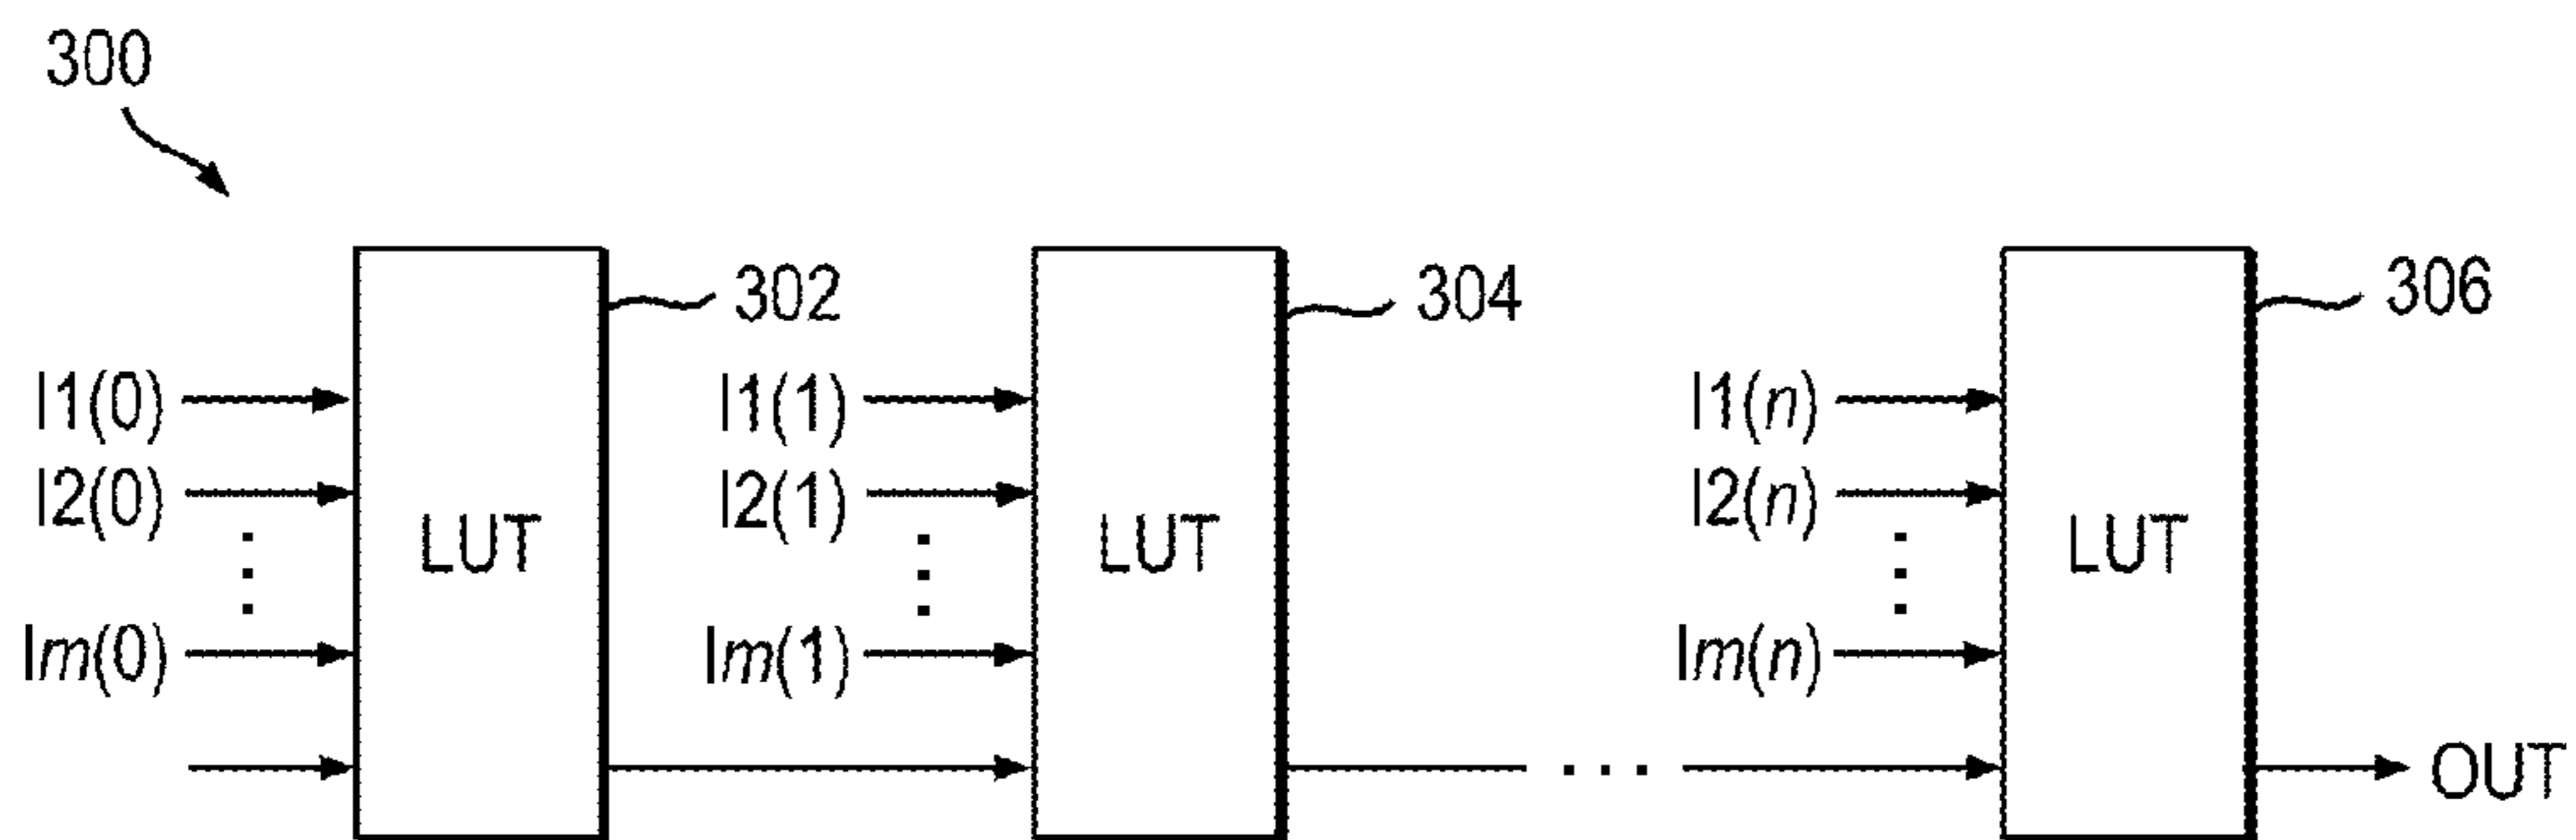 300
302
304
306
I1(0)
I1(1)
I1(n)
I2(0)
I2(1)
I2(n)
LUT
LUT
LUT
Im(0)
Im(1)
Im(n)
OUT